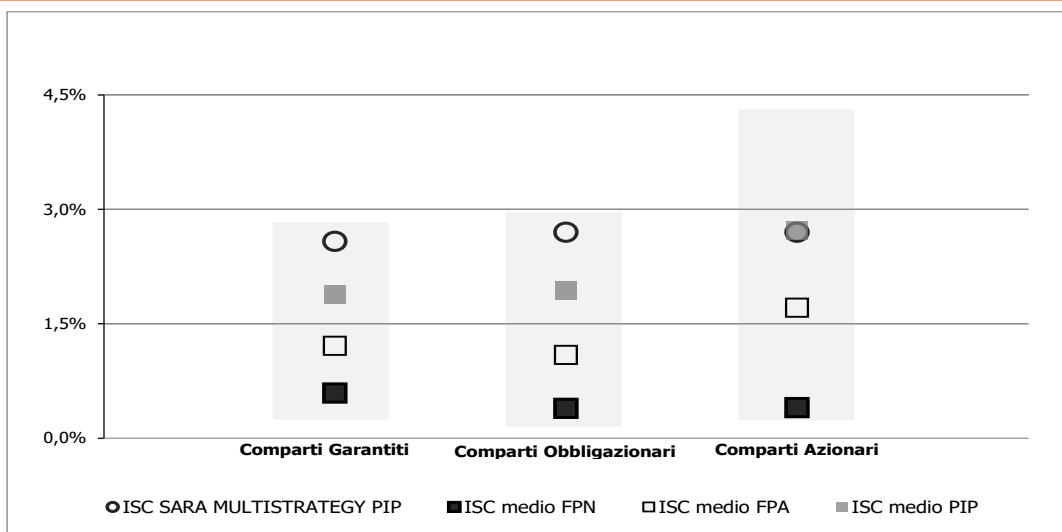 4,5%
3,0%
1,5%
0,0%
Comparti Garantiti
Comparti Obbligazionari
Comparti Azionari
ISC SARA MULTISTRATEGY PIP
ISC medio FPN
ISC medio FPA
ISC medio PIP